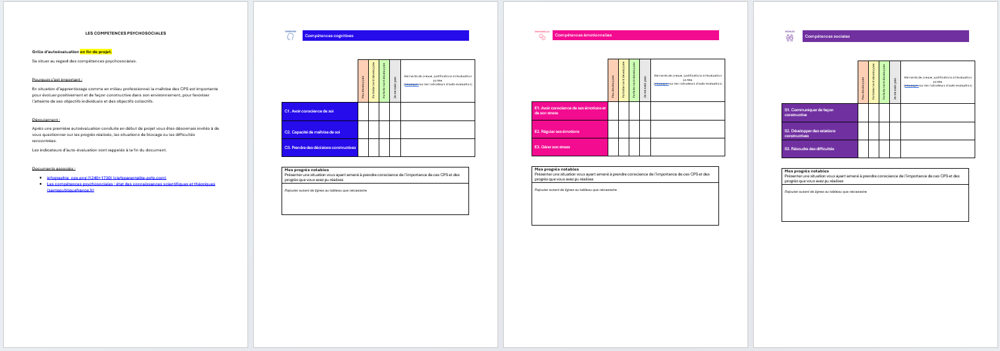 LES COMPETENCES PSYCHOSOCIALES
Grille d'autoévaluation en fin de projet.
Se situer au regard des compétences psychosociales.
Pourquoi c'est important :
En situation d'apprentissage comme en milieu professionnel la maîtrise des CPS est importante
pour évoluer positivement et de façon constructive dans son environnement, pour favoriser
l'atteinte de ses objectifs individuels et des objectifs collectifs.
Déroulement :
Après une première autoévaluation conduite en début de projet vous êtes désormais invités à de
vous questionner sur les progrès réalisés, les situations de blocage ou les difficultés
rencontrées.
Les indicateurs d'auto-évaluation sont rappelés à la fin du document.
Documents associés :
infographie_cps.png (1240×1730) (clefsparentalite-psfp.com)
Les compétences psychosociales : état des connaissances scientifiques et théoriques
(santepubliquefrance.fr)
COGNITIVES
Compétences cognitives
Peu développée
Partiellement développée
Parfaitement développée
Je ne sais pas
Eléments de preuve, justifications à l'évaluation
portée.
(s'appuyer sur les indicateurs d'auto-évaluation)
C1. Avoir conscience de soi
C2. Capacité de maîtrise de soi
C3. Prendre des décisions constructives
Mes progrès notables
Présenter une situation vous ayant amené à prendre conscience de l'importance de ces CPS et des
progrès que vous avez pu réaliser.
Rajouter autant de lignes au tableau que nécessaire
EMOTIONNELLES
Compétences émotionnelles
Peu développée
Partiellement développée
Parfaitement développée
Je ne sais pas
Eléments de preuve, justifications à l'évaluation
portée.
(s'appuyer sur les indicateurs d'auto-évaluation)
E1. Avoir conscience de ses émotions et
de son stress
E2. Réguler ses émotions
E3. Gérer son stress
Mes progrès notables
Présenter une situation vous ayant amené à prendre conscience de l'importance de ces CPS et des
progrès que vous avez pu réaliser.
Rajouter autant de lignes au tableau que nécessaire
SOCIALES
Compétences sociales
Peu développée
Partiellement développée
Parfaitement développée
Je ne sais pas
Eléments de preuve, justifications à l'évaluation
portée.
(s'appuyer sur les indicateurs d'auto-évaluation)
S1. Communiquer de façon
constructive
S2. Développer des relations
constructives
S3. Résoudre des difficultés
Mes progrès notables
Présenter une situation vous ayant amené à prendre conscience de l'importance de ces CPS et des
progrès que vous avez pu réaliser.
Rajouter autant de lignes au tableau que nécessaire